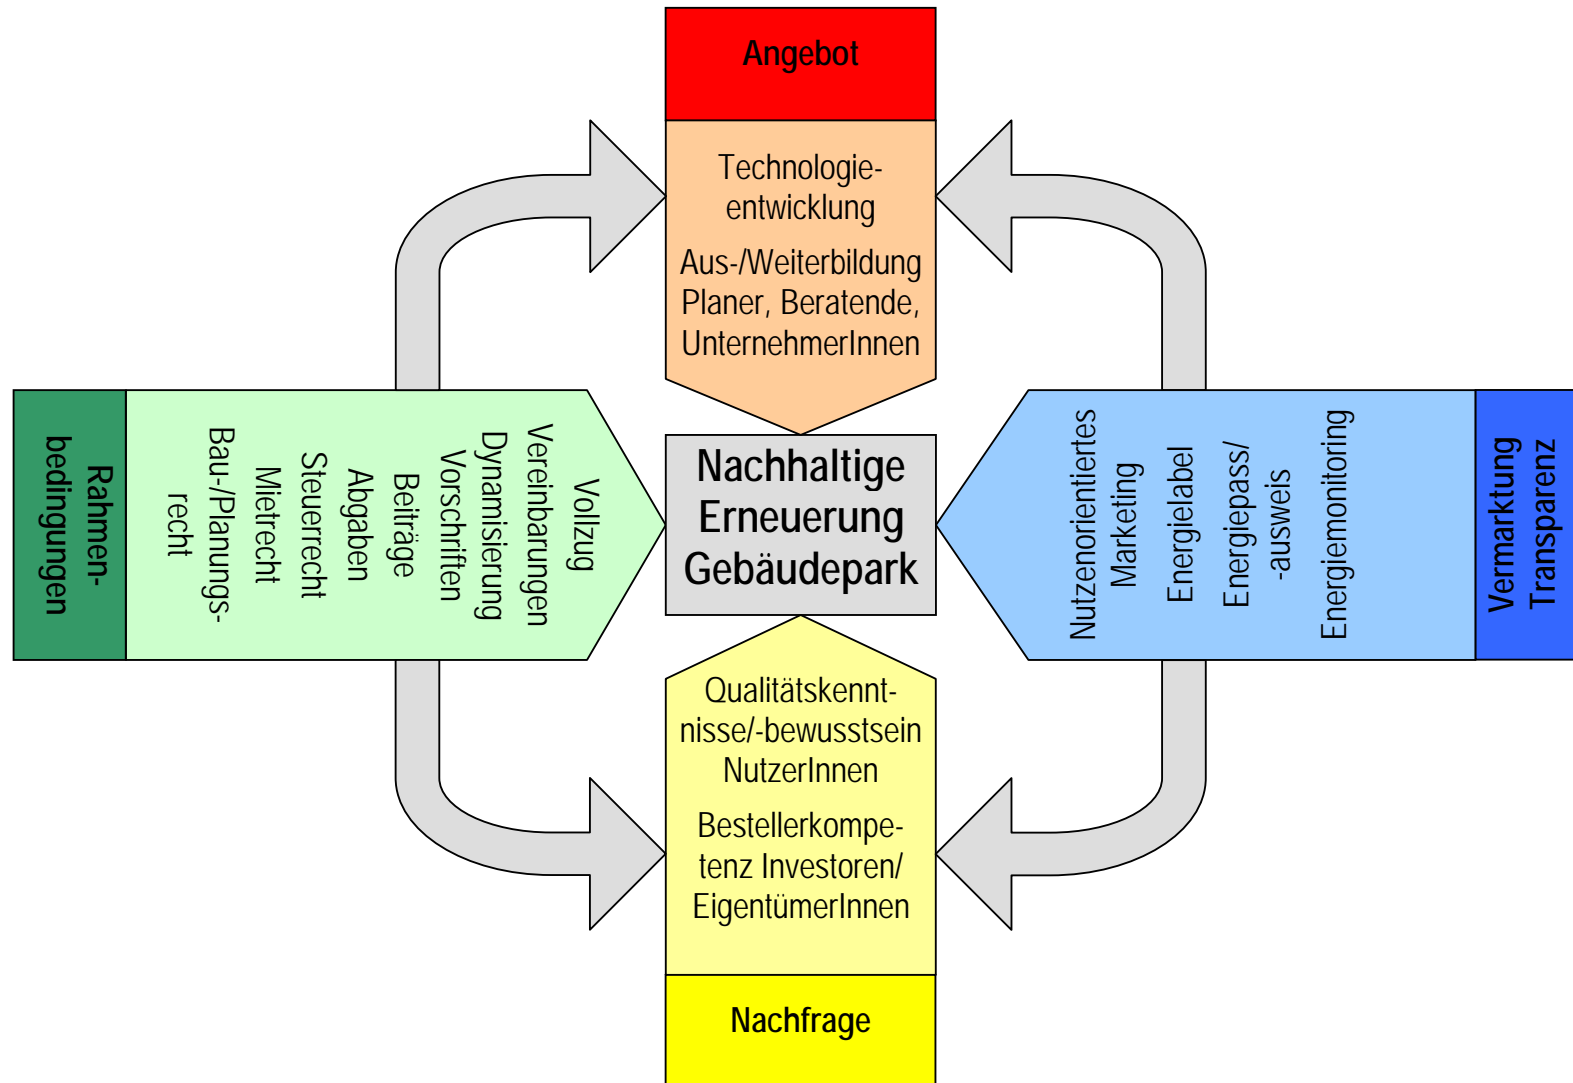 Angebot
Technologie-
entwicklung
Aus-/Weiterbildung
Planer, Beratende,
UnternehmerInnen
Rahmen-
bedingungen
Vollzug
Vereinbarungen
Dynamisierung
Vorschriften
Beiträge
Abgaben
Steuerrecht
Mietrecht
Bau-/Planungs-
recht
Nachhaltige
Erneuerung
Gebäudepark
Nutzenorientiertes
Marketing
Energielabel
Energiepass/
-ausweis
Energiemonitoring
Vermarktung
Transparenz
Qualitätskennt-
nisse/-bewusstsein
NutzerInnen
Bestellerkompe-
tenz Investoren/
EigentümerInnen
Nachfrage